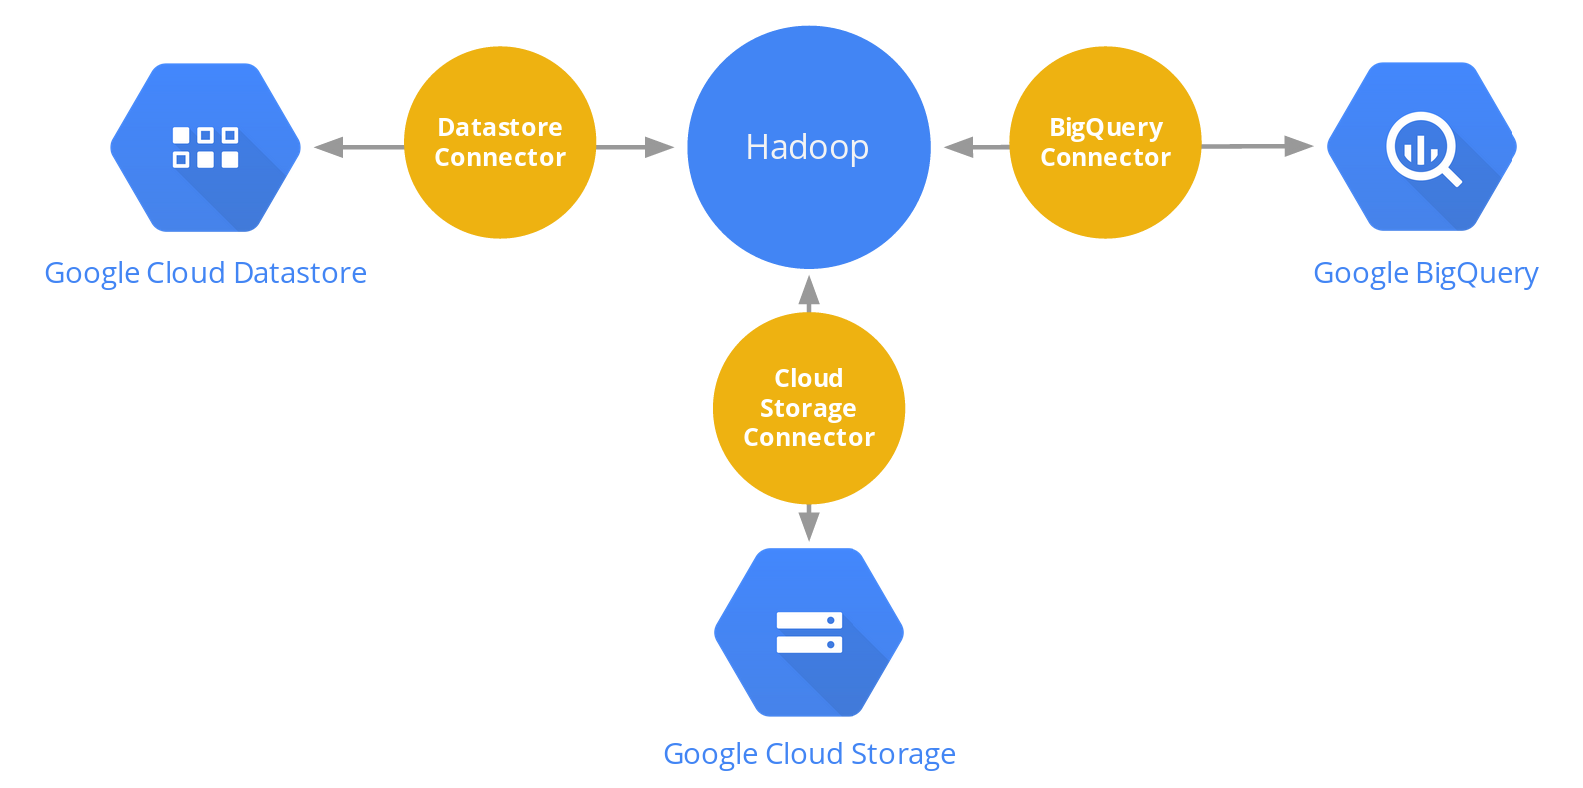 Datastore
Connector
Hadoop
BigQuery
Connector
Google Cloud Datastore
Google BigQuery
Cloud
Storage
Connector
Google Cloud Storage